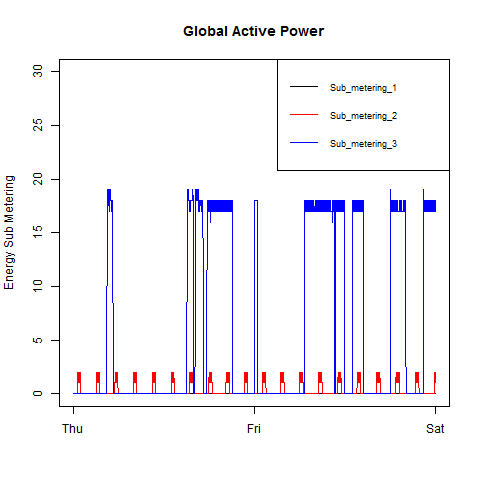 Global Active Power
Energy Sub Metering
30
25
20
15
10
5
0
Sub_metering_1
Sub_metering_2
Sub_metering_3
Thu Fri Sat